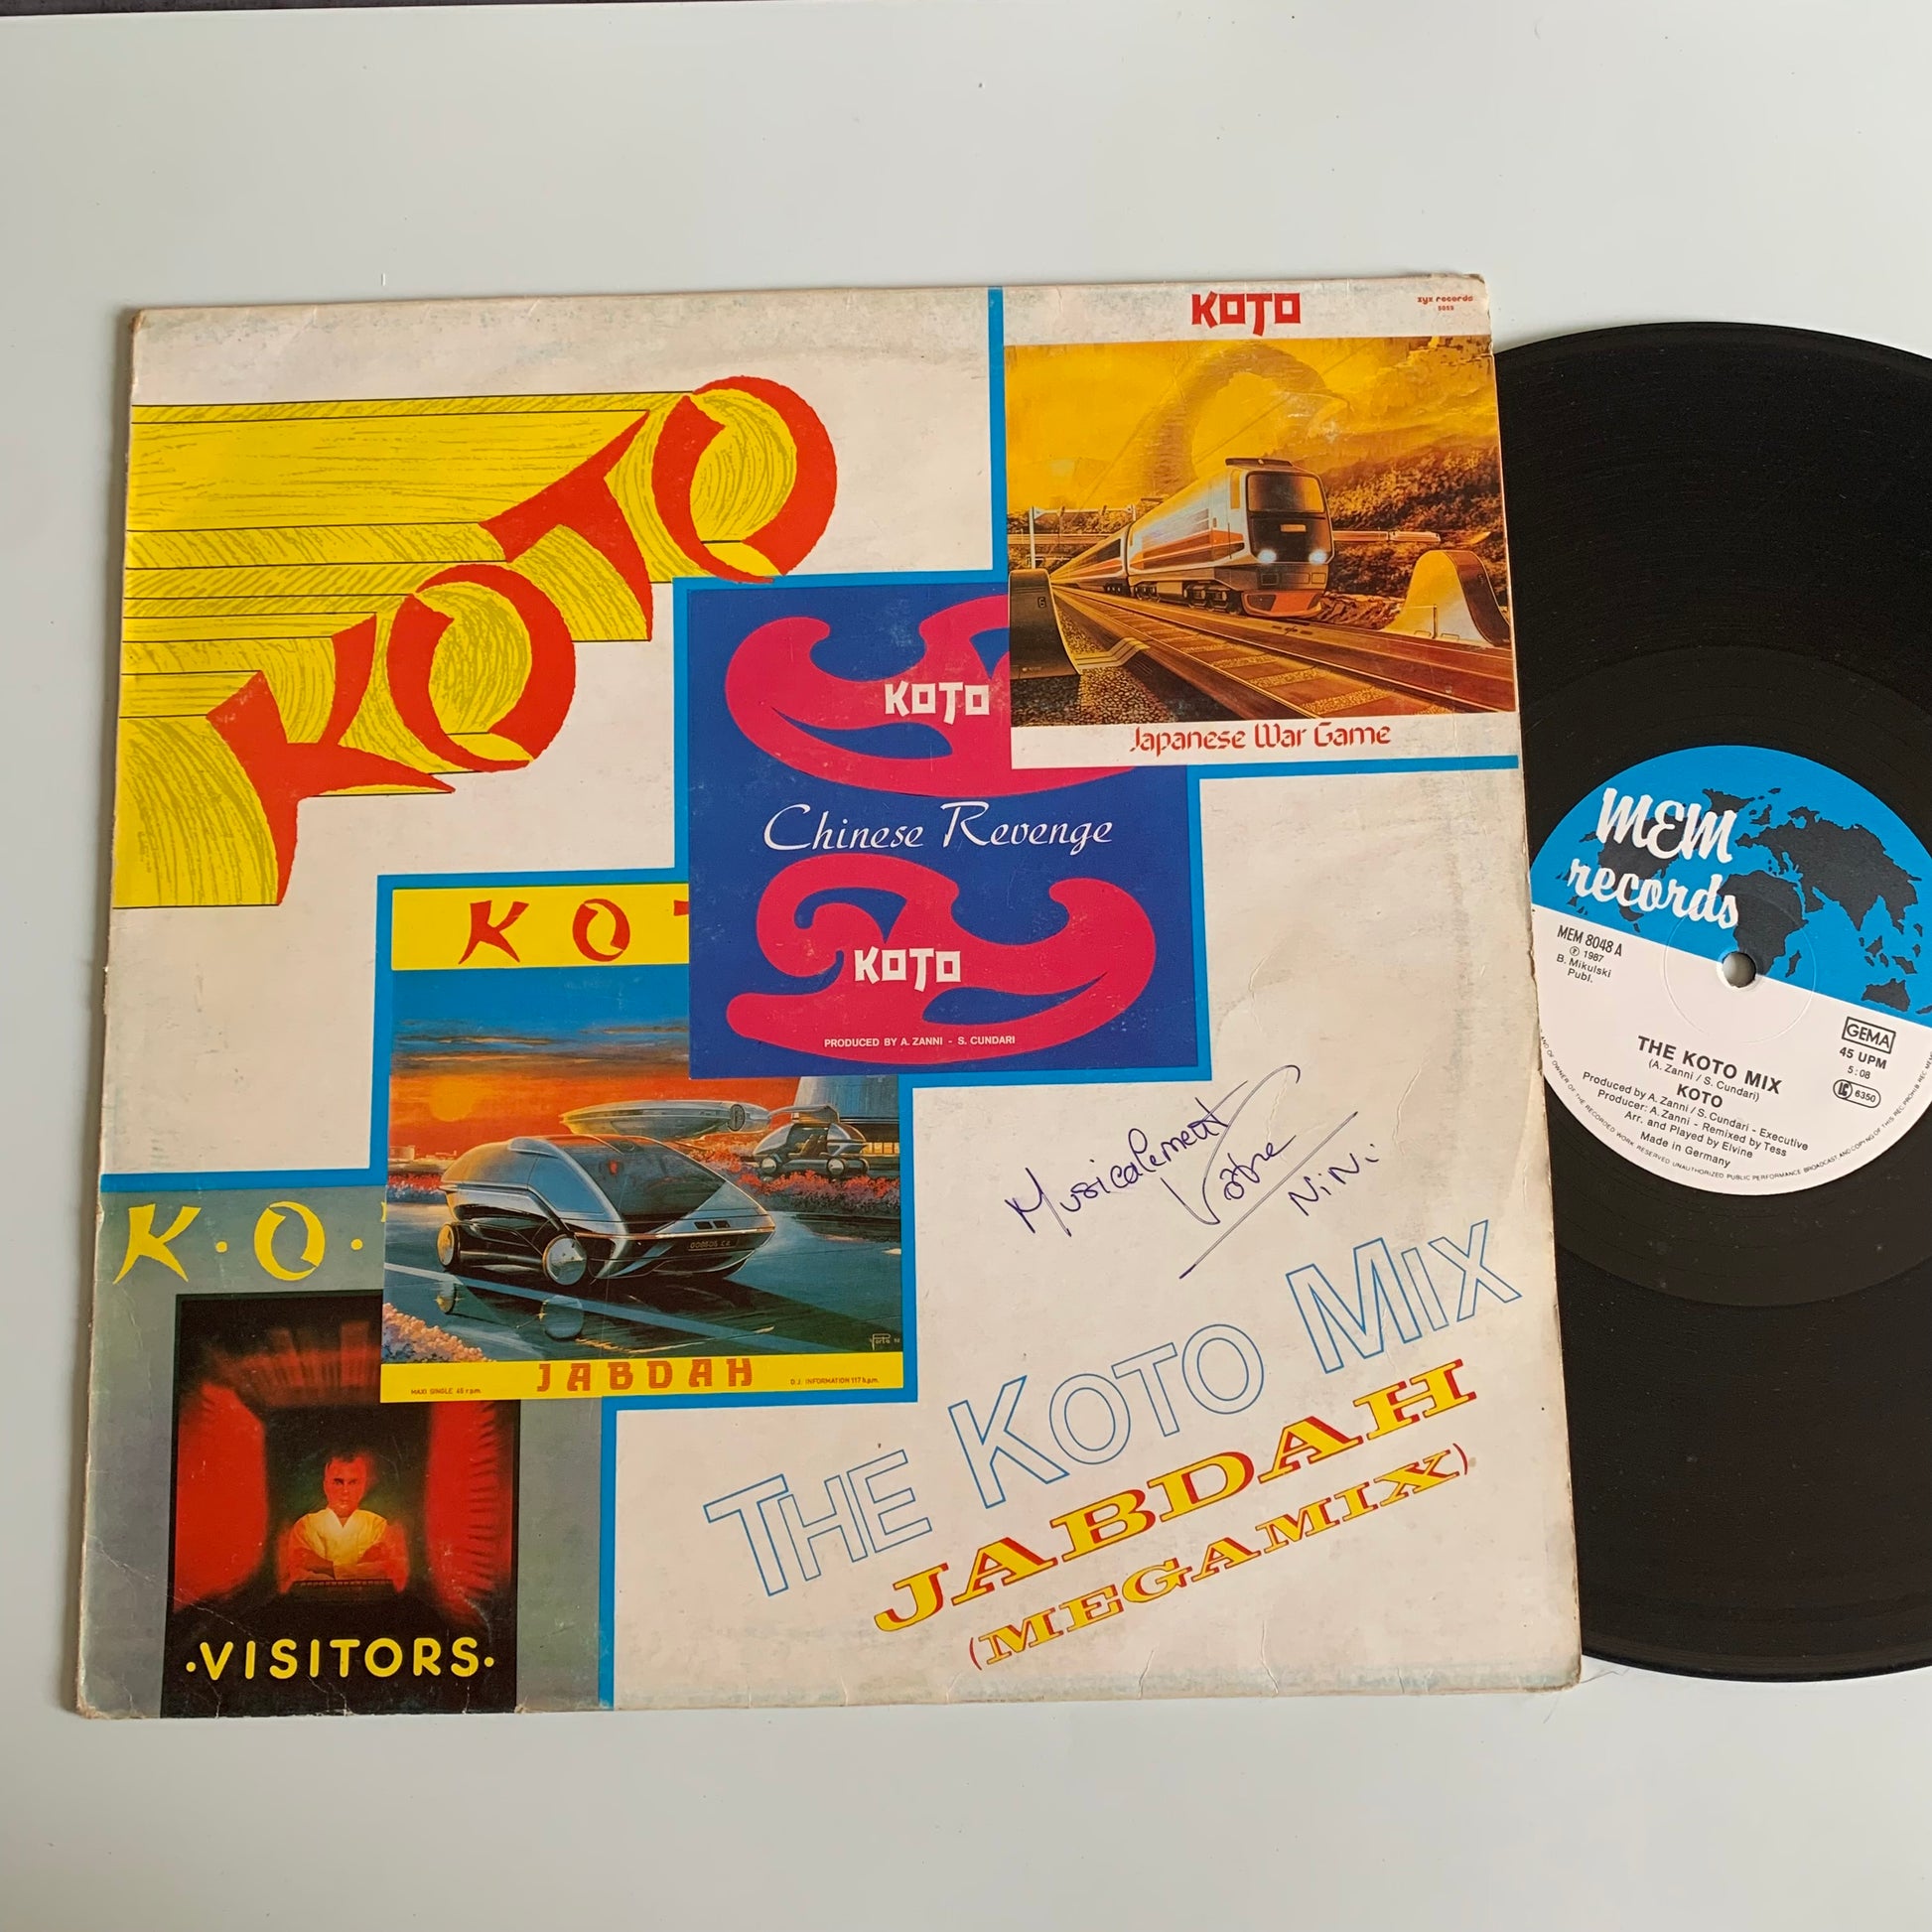 KOTO
KOTO
zyx records
Japanese War Game
KOTO
Chinese Revenge
KOTO
PRODUCED BY A. ZANNI - S. CUNDARI
K O
JABDAH
MAXI SINGLE 45 r.p.m.
D.J. INFORMATION 117 b.p.m.
K·O·
·VISITORS·
Musicalement
Votre
NiNi
THE KOTO MIX
JABDAH
(MEGAMIX)
MEM
records
MEM 8048 A
Ⓟ 1987
B. Mikulski
Publ.
GEMA
45 UPM
5:08
LC 6350
THE KOTO MIX
(A. Zanni / S. Cundari)
KOTO
Produced by A. Zanni / S. Cundari - Executive
Producer: A. Zanni - Remixed by Tess
Arr. and Played by Elvine
Made in Germany